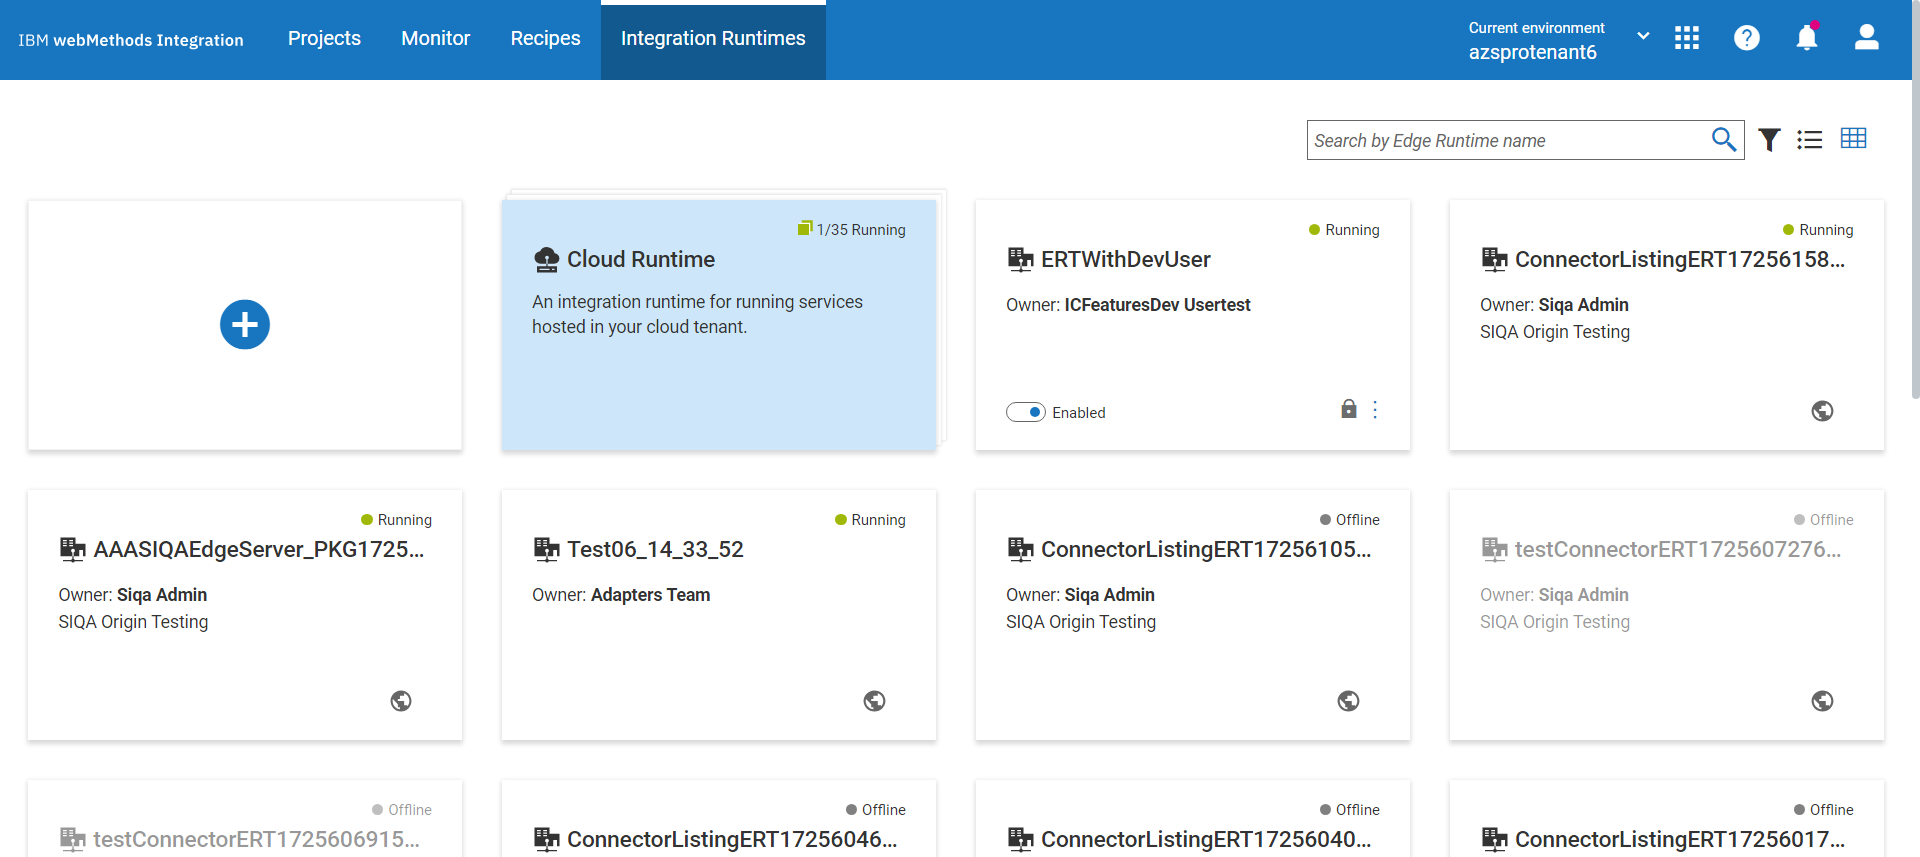 IBM webMethods Integration
Projects
Monitor
Recipes
Integration Runtimes
Current environment
azsprotenant6
Search by Edge Runtime name
1/35 Running
Cloud Runtime
An integration runtime for running services
hosted in your cloud tenant.
Running
ERTWithDevUser
Owner: ICFeaturesDev Usertest
Enabled
Running
ConnectorListingERT17256158...
Owner: Siqa Admin
SIQA Origin Testing
Running
AAASIQAEdgeServer_PKG1725...
Owner: Siqa Admin
SIQA Origin Testing
Running
Test06_14_33_52
Owner: Adapters Team
Offline
ConnectorListingERT17256105...
Owner: Siqa Admin
SIQA Origin Testing
Offline
testConnectorERT1725607276...
Owner: Siqa Admin
SIQA Origin Testing
Offline
testConnectorERT1725606915...
Offline
ConnectorListingERT17256046...
Offline
ConnectorListingERT17256040...
Offline
ConnectorListingERT17256017...